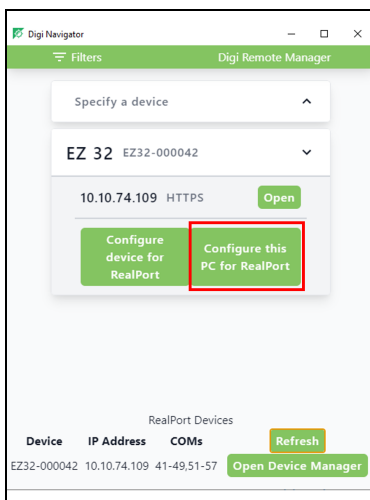 Digi Navigator
Filters Digi Remote Manager
Specify a device
EZ 32 EZ32-000042
10.10.74.109 HTTPS Open
Configure device for RealPort
Configure this PC for RealPort
RealPort Devices
Device IP Address COMs Refresh
EZ32-000042 10.10.74.109 41-49,51-57 Open Device Manager